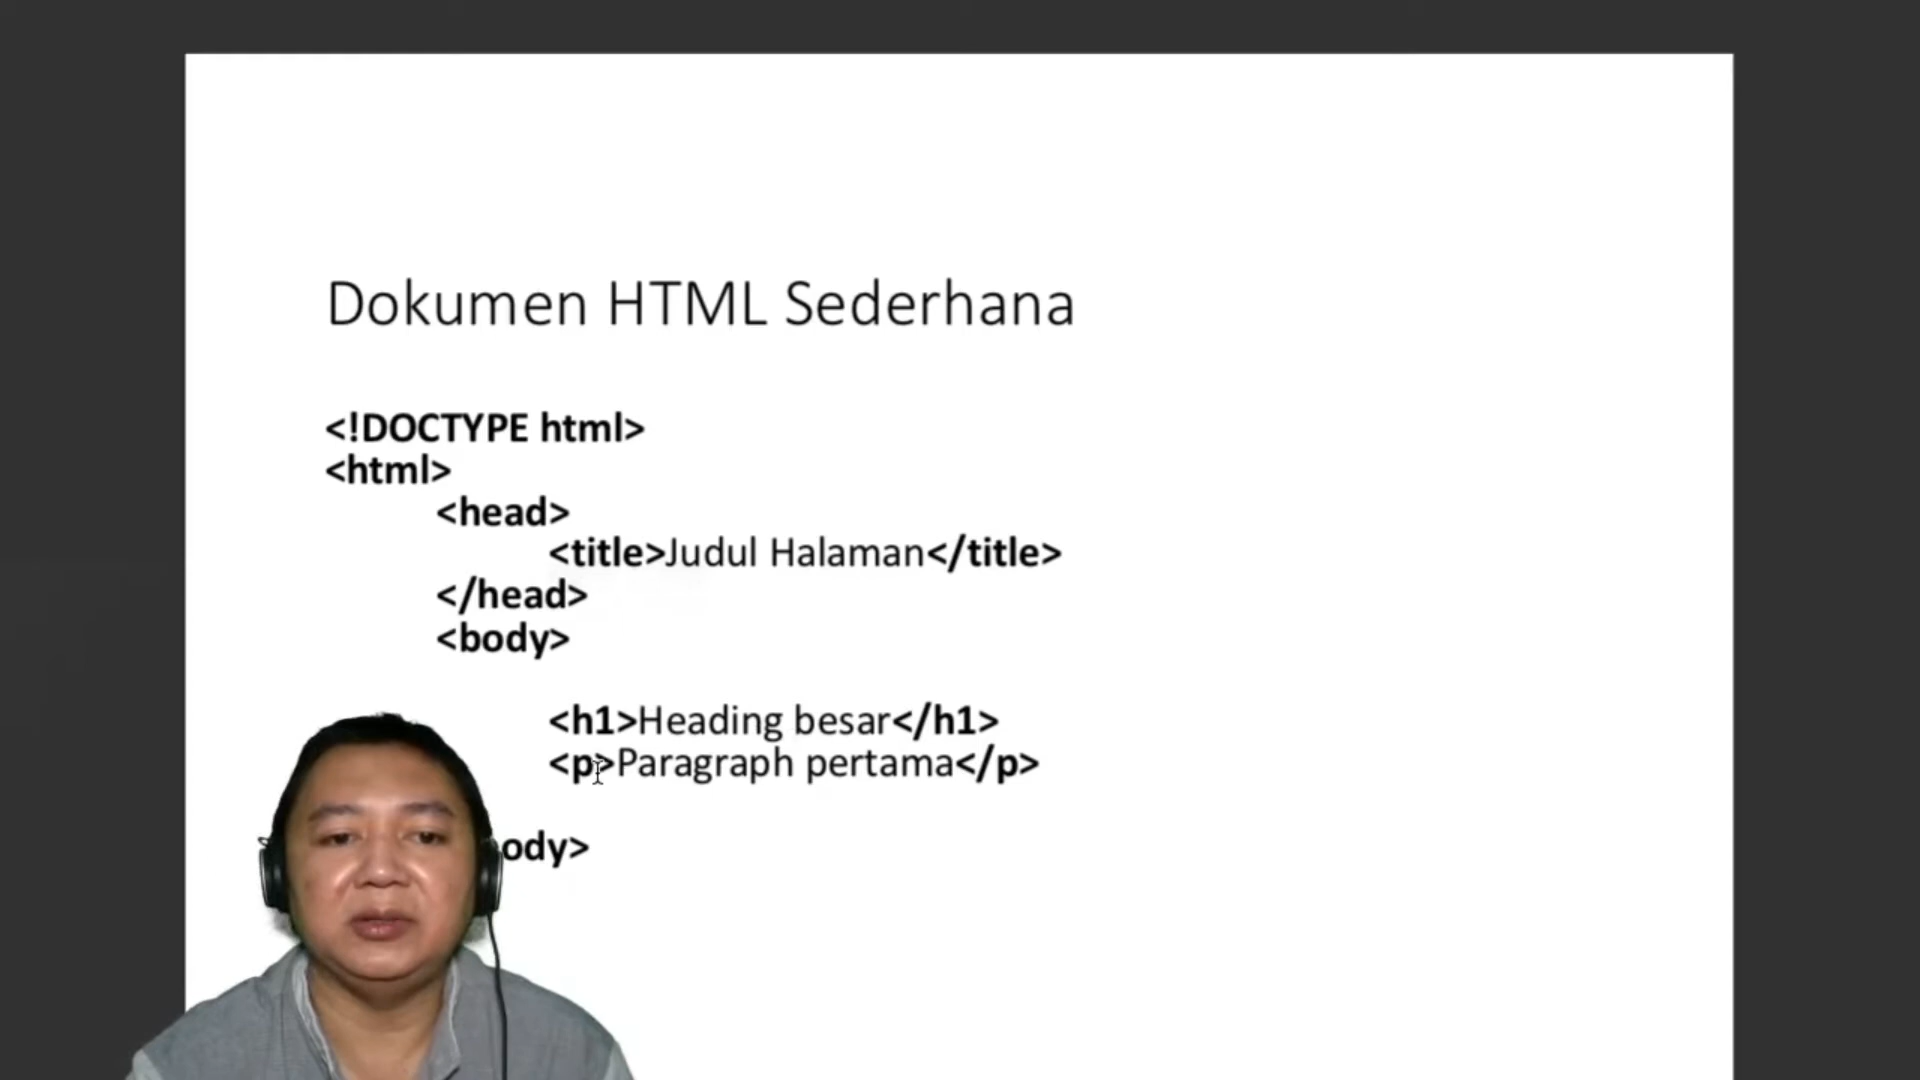 Dokumen HTML Sederhana
<!DOCTYPE html>
<html>
<head>
<title>Judul Halaman</title>
</head>
<body>
<h1>Heading besar</h1>
<p>Paragraph pertama</p>
ody>